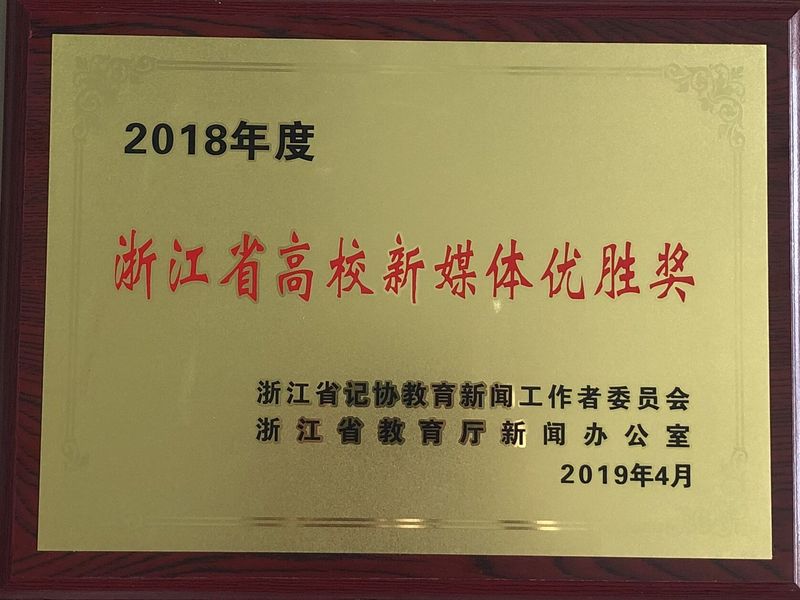 2018年度
浙江省高校新媒体优胜奖
浙江省记协教育新闻工作者委员会
浙江省教育厅新闻办公室
2019年4月